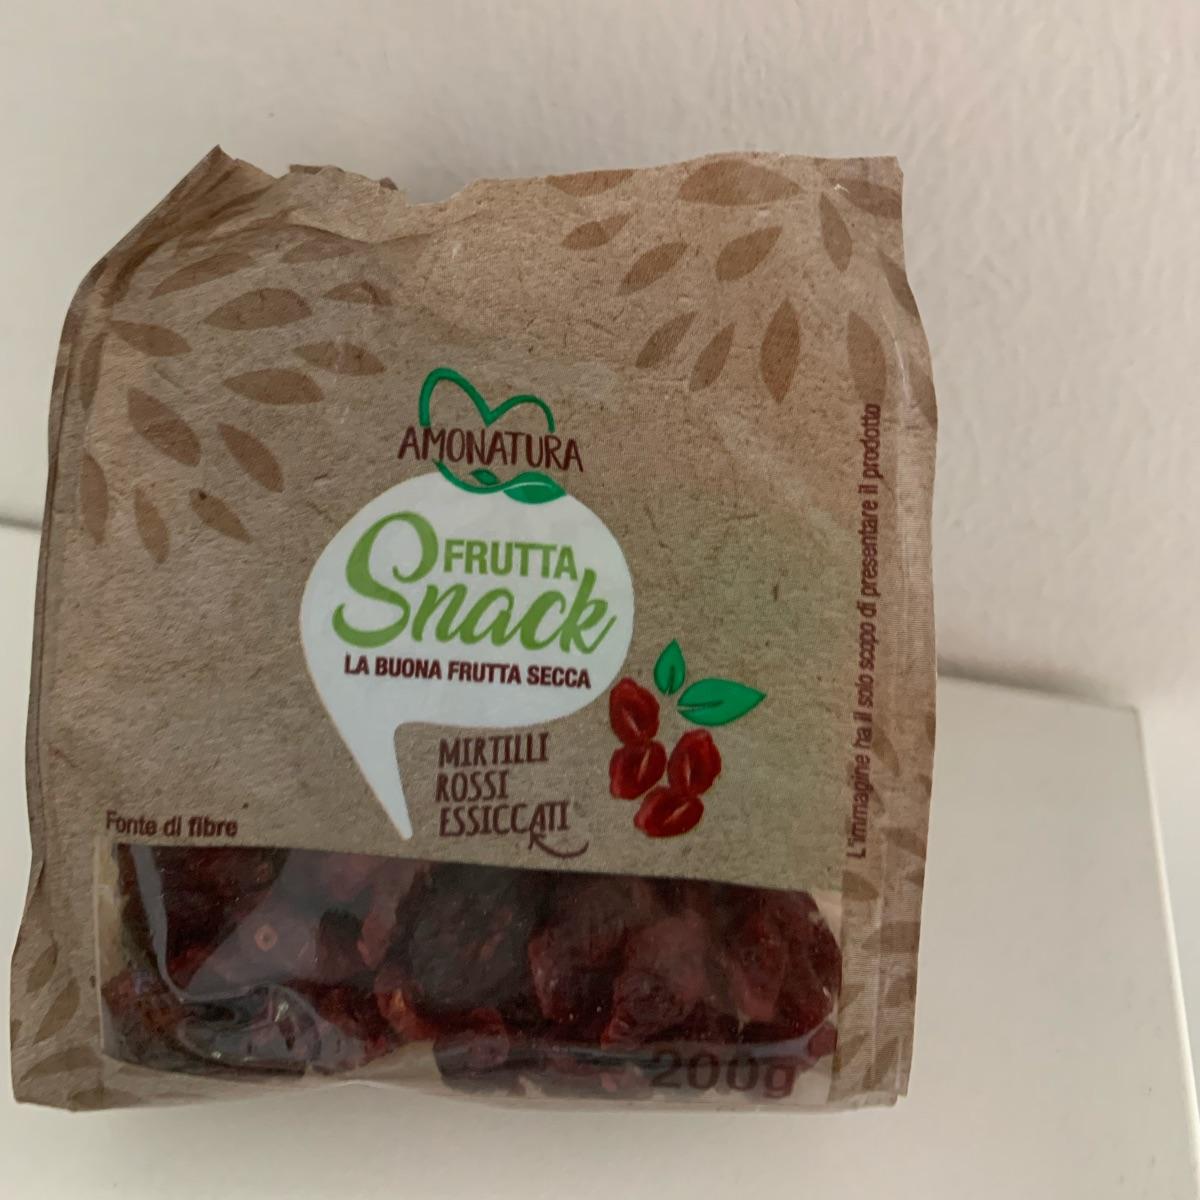 AMONATURA
FRUTTA
Snack
LA BUONA FRUTTA SECCA
MIRTILLI
ROSSI
ESSICCATI
Fonte di fibre
L'immagine ha il solo scopo di presentare il prodotto
200g